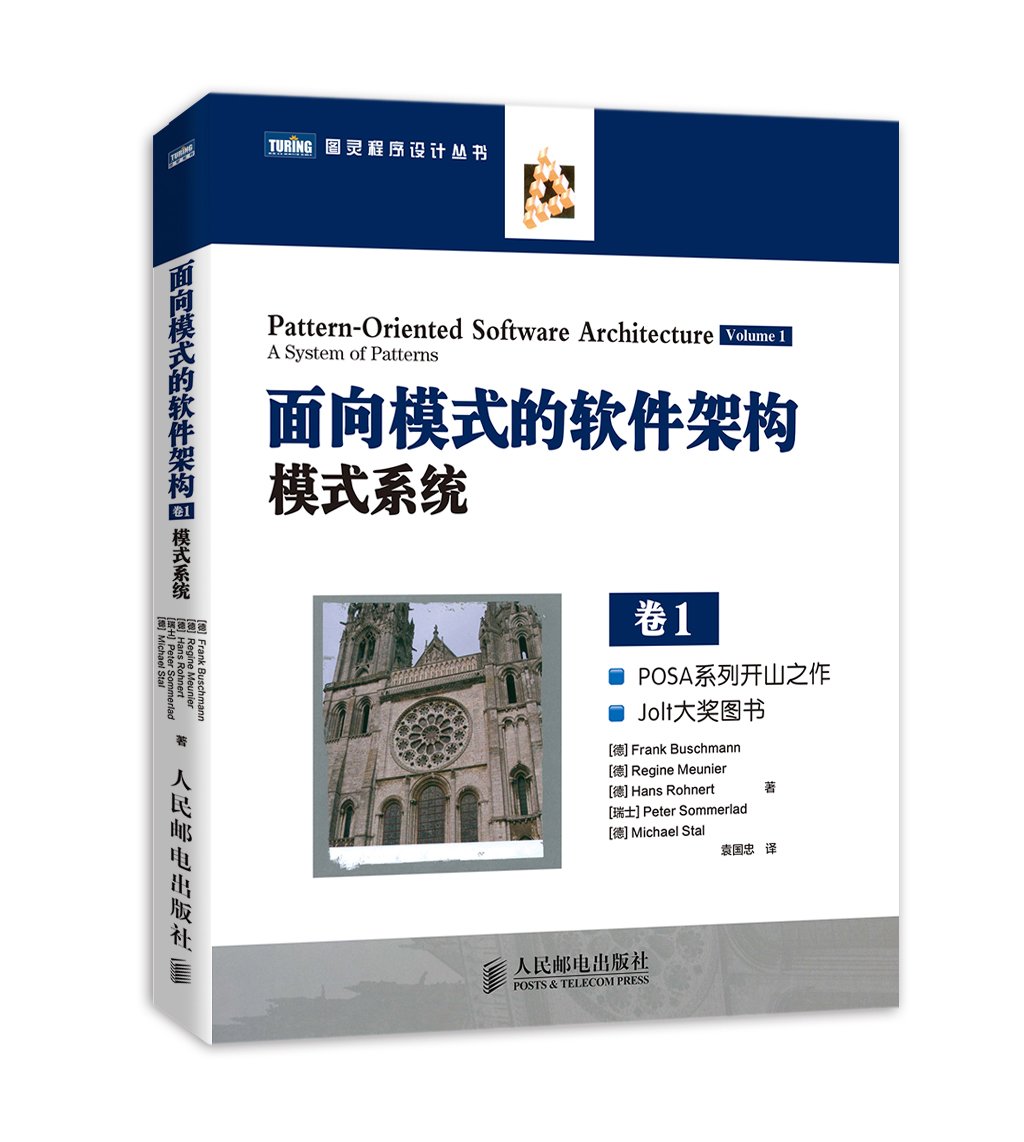 TURING 图灵程序设计丛书
Pattern-Oriented Software Architecture Volume 1
A System of Patterns
面向模式的软件架构
模式系统
卷1
POSA系列开山之作
Jolt大奖图书
[德] Frank Buschmann
[德] Regine Meunier
[德] Hans Rohnert 著
[瑞士] Peter Sommerlad
[德] Michael Stal
袁国忠 译
人民邮电出版社
POSTS & TELECOM PRESS
TURING
面向模式的软件架构 卷1 模式系统
[德] Frank Buschmann
[德] Regine Meunier
[德] Hans Rohnert
[瑞士] Peter Sommerlad
[德] Michael Stal
著
人民邮电出版社